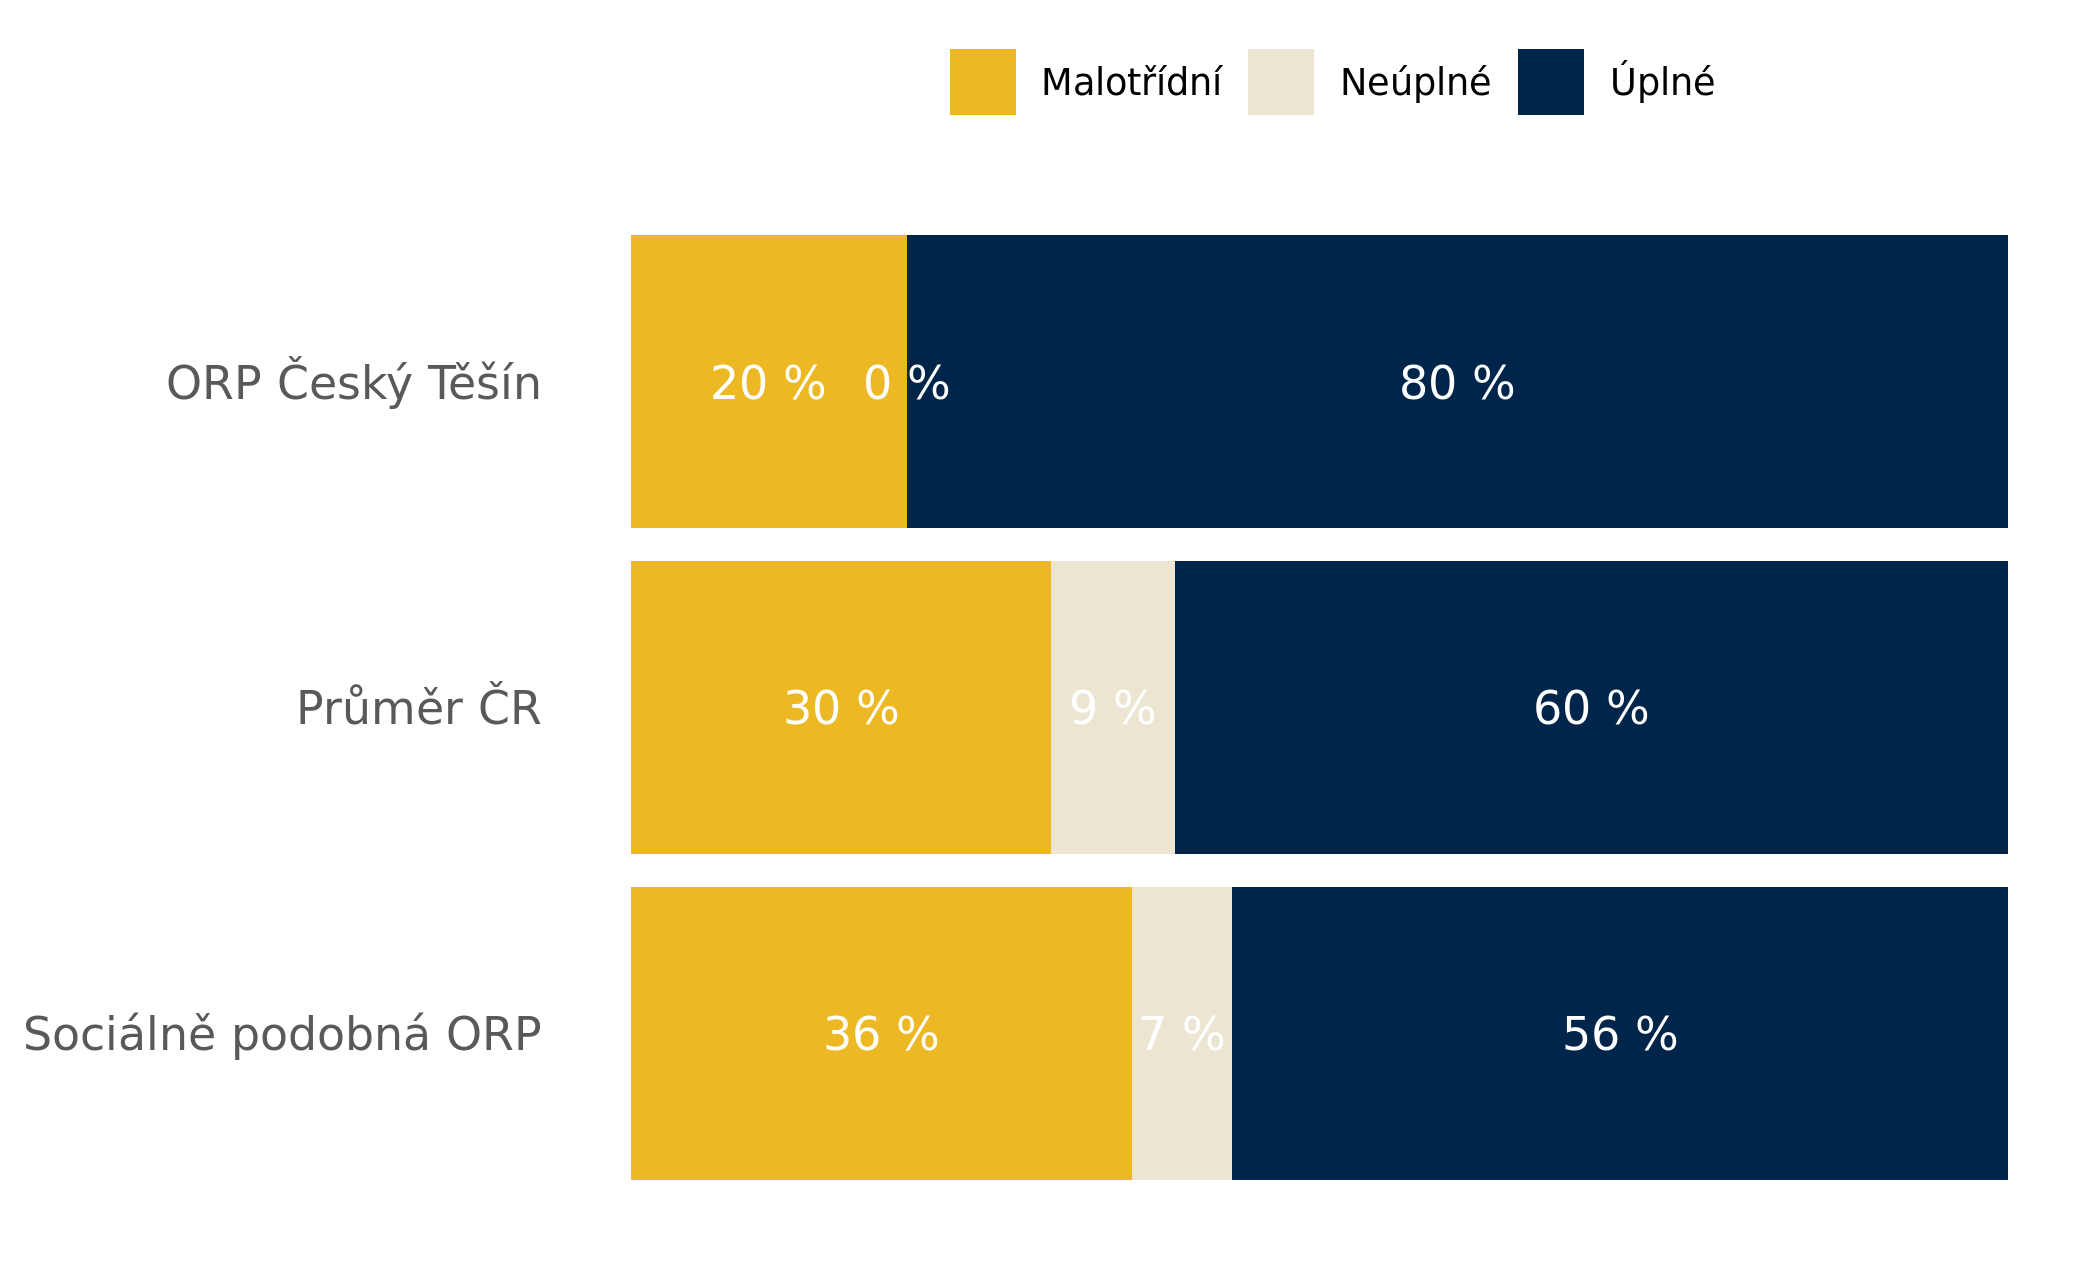 Malotřídní Neúplné Úplné
ORP Český Těšín 20 % 0 % 80 %
Průměr ČR 30 % 9 % 60 %
Sociálně podobná ORP 36 % 7 % 56 %